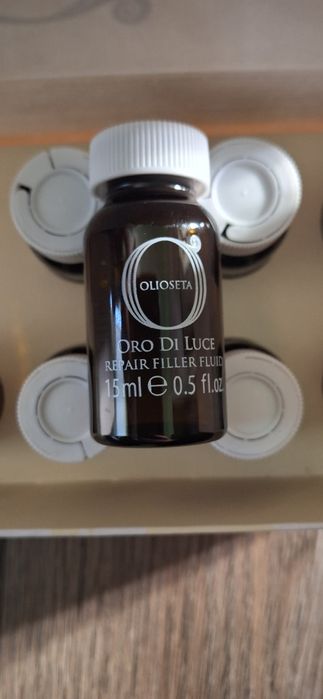 OLIOSETA
ORO DI LUCE
REPAIR FILLER FLUID
15ml e 0.5 fl.oz